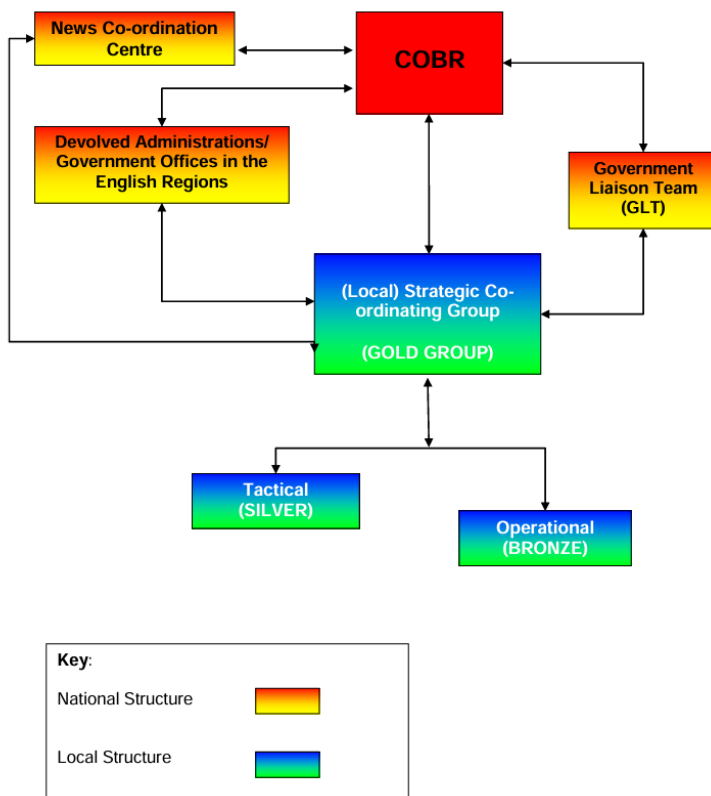 News Co-ordination
Centre
COBR
Devolved Administrations/
Government Offices in the
English Regions
Government
Liaison Team
(GLT)
(Local) Strategic Co-
ordinating Group
(GOLD GROUP)
Tactical
(SILVER)
Operational
(BRONZE)
Key:
National Structure
Local Structure